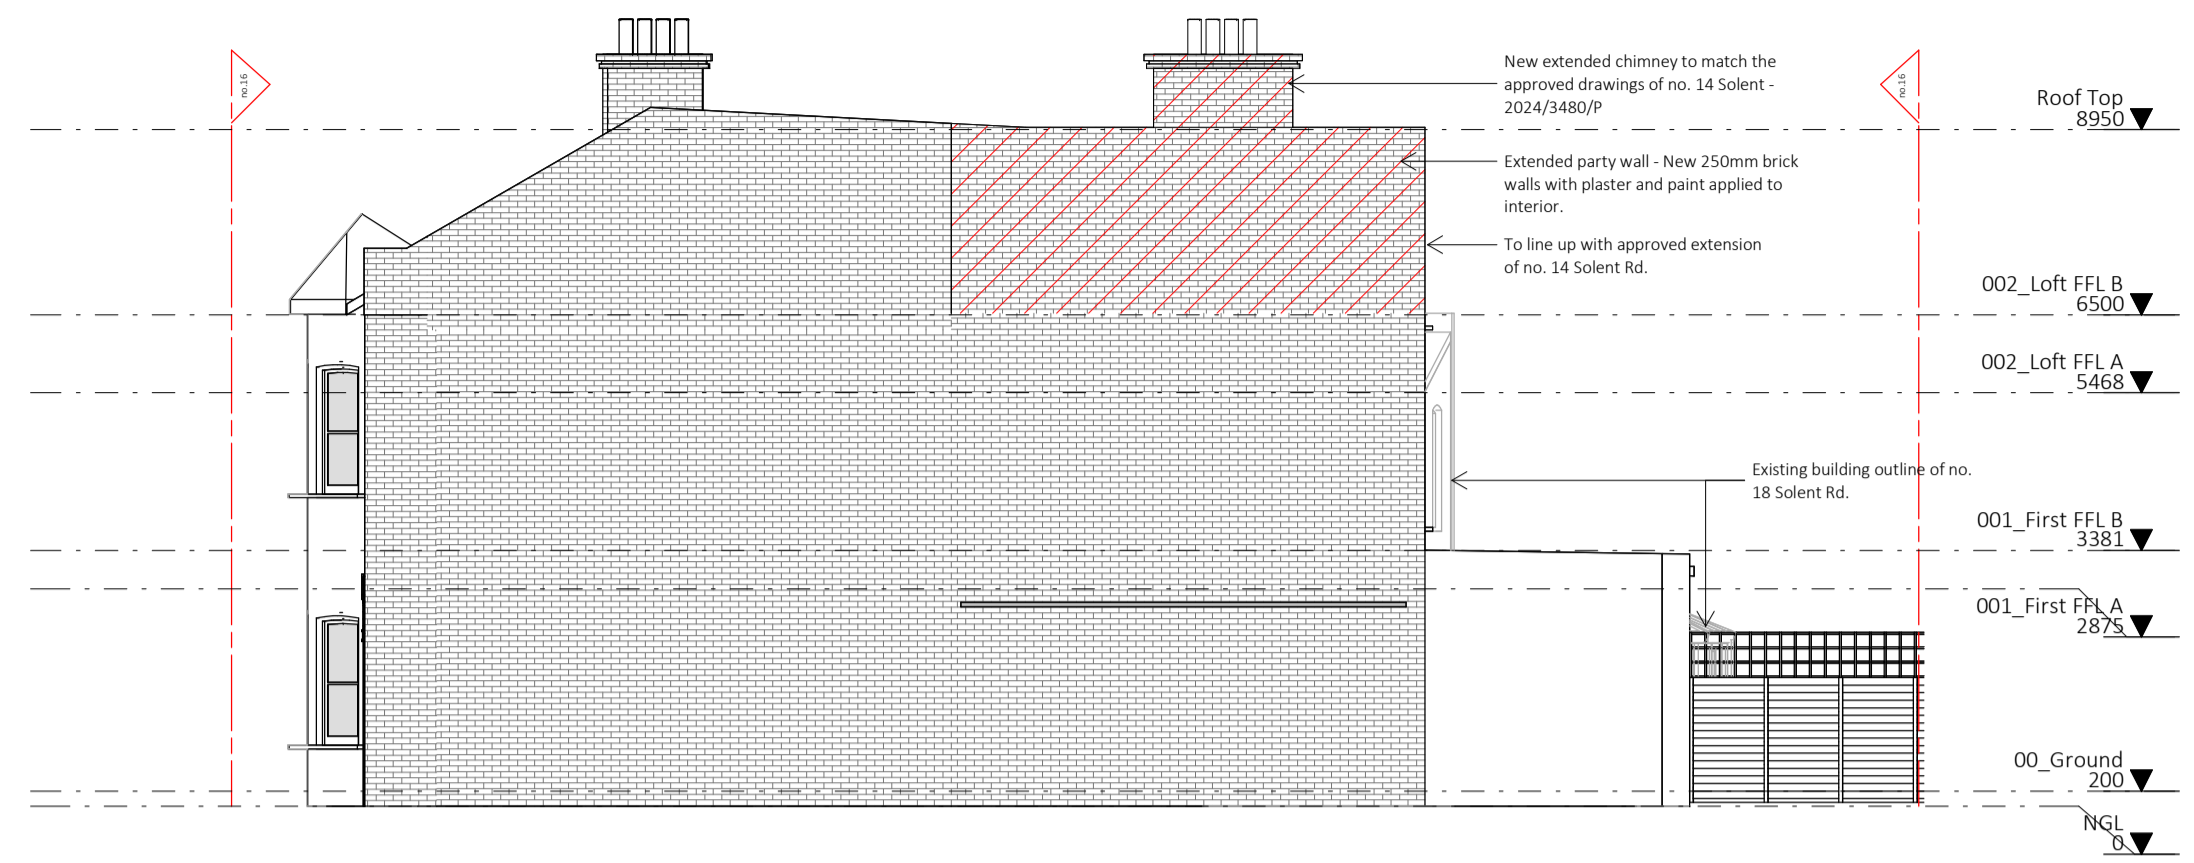 no.16
no.16
New extended chimney to match the
approved drawings of no. 14 Solent -
2024/3480/P
Roof Top
8950
Extended party wall - New 250mm brick
walls with plaster and paint applied to
interior.
To line up with approved extension
of no. 14 Solent Rd.
002_Loft FFL B
6500
002_Loft FFL A
5468
Existing building outline of no.
18 Solent Rd.
001_First FFL B
3381
001_First FFL A
2875
00_Ground
200
NGL
0